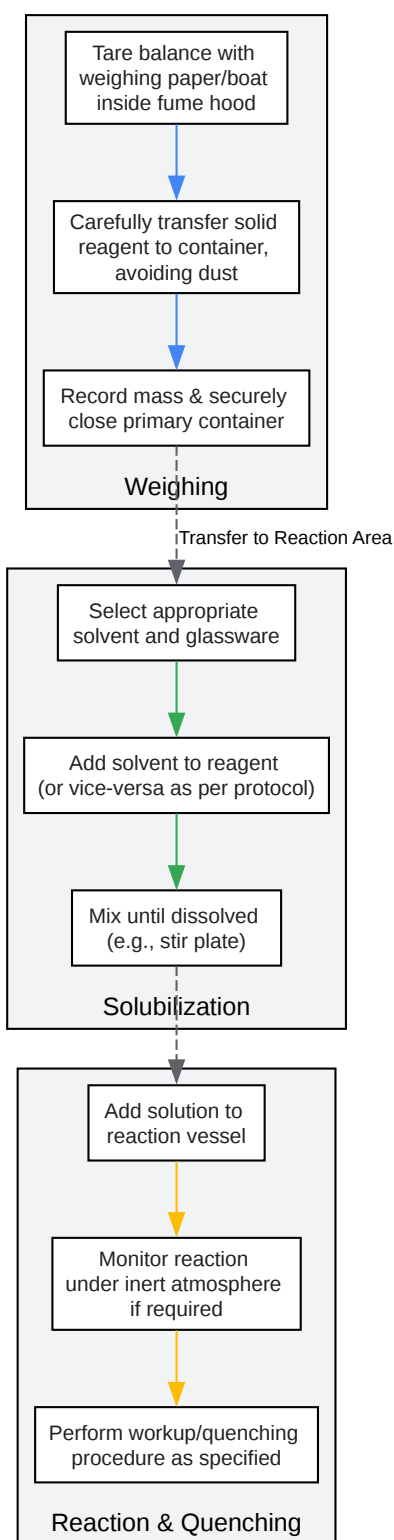 Tare balance with
weighing paper/boat
inside fume hood
Carefully transfer solid
reagent to container,
avoiding dust
Record mass & securely
close primary container
Weighing
Transfer to Reaction Area
Select appropriate
solvent and glassware
Add solvent to reagent
(or vice-versa as per protocol)
Mix until dissolved
(e.g., stir plate)
Solubilization
Add solution to
reaction vessel
Monitor reaction
under inert atmosphere
if required
Perform workup/quenching
procedure as specified
Reaction & Quenching